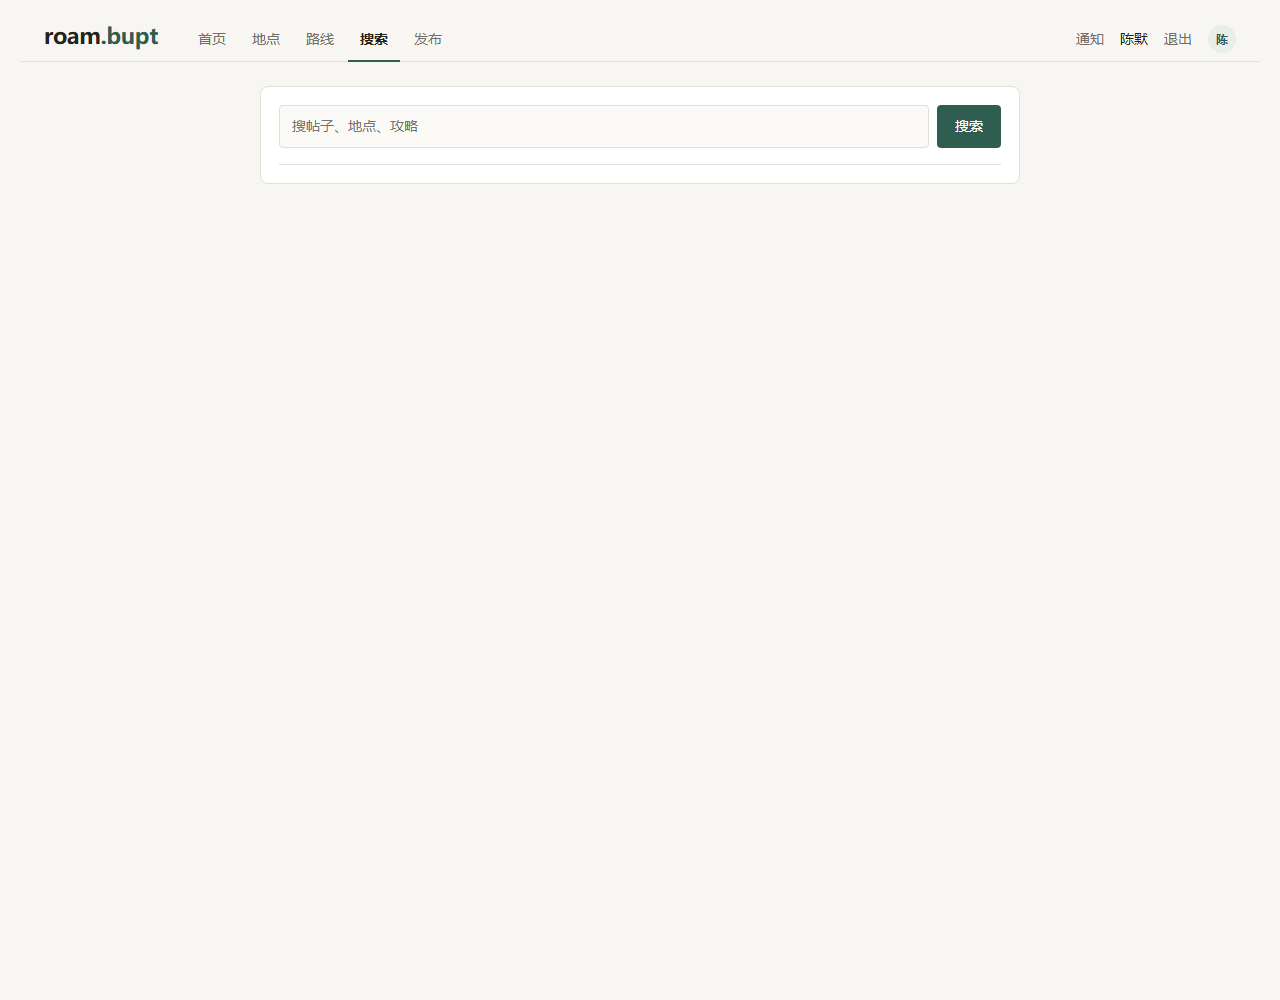 roam.bupt 首页 地点 路线 搜索 发布 通知 陈默 退出 陈
搜帖子、地点、攻略 搜索